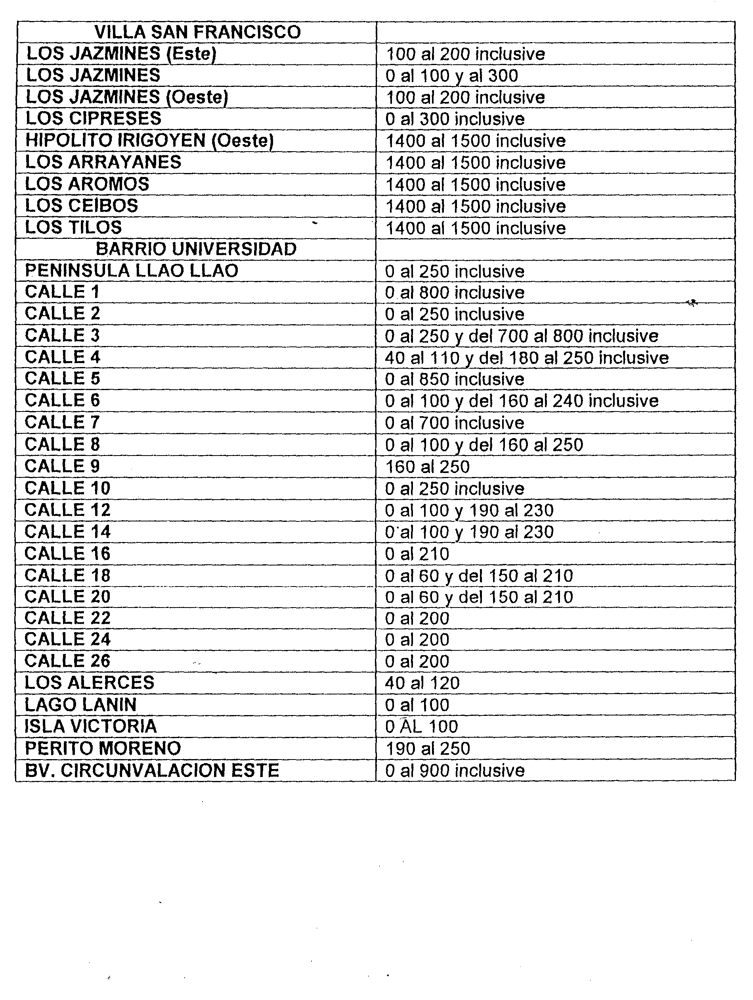 VILLA SAN FRANCISCO
LOS JAZMINES (Este) 100 al 200 inclusive
LOS JAZMINES 0 al 100 y al 300
LOS JAZMINES (Oeste) 100 al 200 inclusive
LOS CIPRESES 0 al 300 inclusive
HIPOLITO IRIGOYEN (Oeste) 1400 al 1500 inclusive
LOS ARRAYANES 1400 al 1500 inclusive
LOS AROMOS 1400 al 1500 inclusive
LOS CEIBOS 1400 al 1500 inclusive
LOS TILOS 1400 al 1500 inclusive
BARRIO UNIVERSIDAD
PENINSULA LLAO LLAO 0 al 250 inclusive
CALLE 1 0 al 800 inclusive
CALLE 2 0 al 250 inclusive
CALLE 3 0 al 250 y del 700 al 800 inclusive
CALLE 4 40 al 110 y del 180 al 250 inclusive
CALLE 5 0 al 850 inclusive
CALLE 6 0 al 100 y del 160 al 240 inclusive
CALLE 7 0 al 700 inclusive
CALLE 8 0 al 100 y del 160 al 250
CALLE 9 160 al 250
CALLE 10 0 al 250 inclusive
CALLE 12 0 al 100 y 190 al 230
CALLE 14 0 al 100 y 190 al 230
CALLE 16 0 al 210
CALLE 18 0 al 60 y del 150 al 210
CALLE 20 0 al 60 y del 150 al 210
CALLE 22 0 al 200
CALLE 24 0 al 200
CALLE 26 0 al 200
LOS ALERCES 40 al 120
LAGO LANIN 0 al 100
ISLA VICTORIA 0 AL 100
PERITO MORENO 190 al 250
BV. CIRCUNVALACION ESTE 0 al 900 inclusive